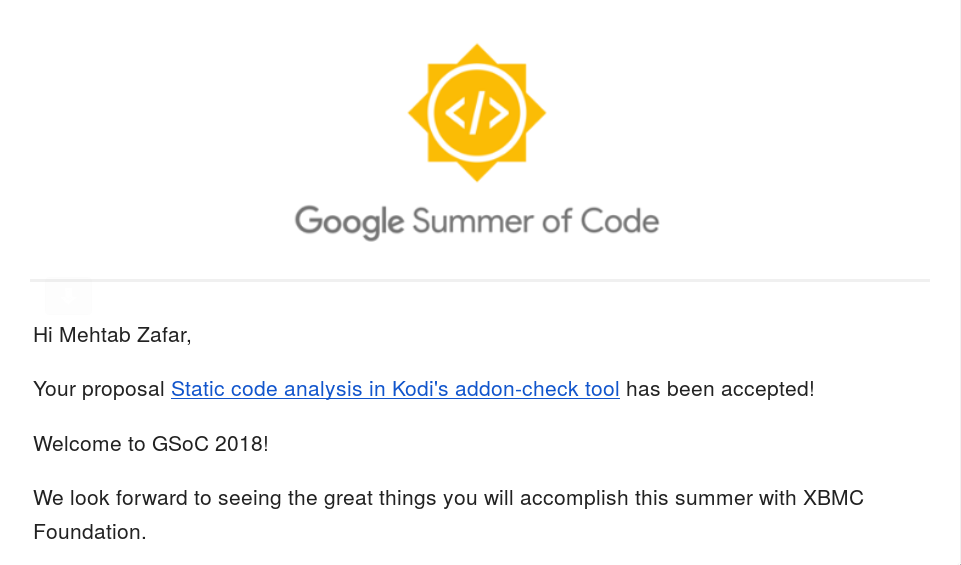 </>
Google Summer of Code
Hi Mehtab Zafar,
Your proposal Static code analysis in Kodi's addon-check tool has been accepted!
Welcome to GSoC 2018!
We look forward to seeing the great things you will accomplish this summer with XBMC
Foundation.